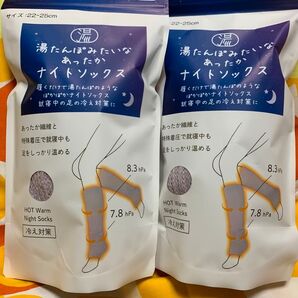 サイズ：22-25cm
温
湯たんぽみたいな
あったか
ナイトソックス
履くだけで湯たんぽのような
ぽかぽかナイトソックス
就寝中の足の冷え対策に
あったか繊維と
特殊着圧で就寝中も
足をしっかり温める
8.3hPa
7.8hPa
HOT Warm
Night Socks
冷え対策
サイズ：22-25cm
温
湯たんぽみたいな
あったか
ナイトソックス
履くだけで湯たんぽのような
ぽかぽかナイトソックス
就寝中の足の冷え対策に
あったか繊維と
特殊着圧で就寝中も
足をしっかり温める
8.3hPa
7.8hPa
HOT Warm
Night Socks
冷え対策